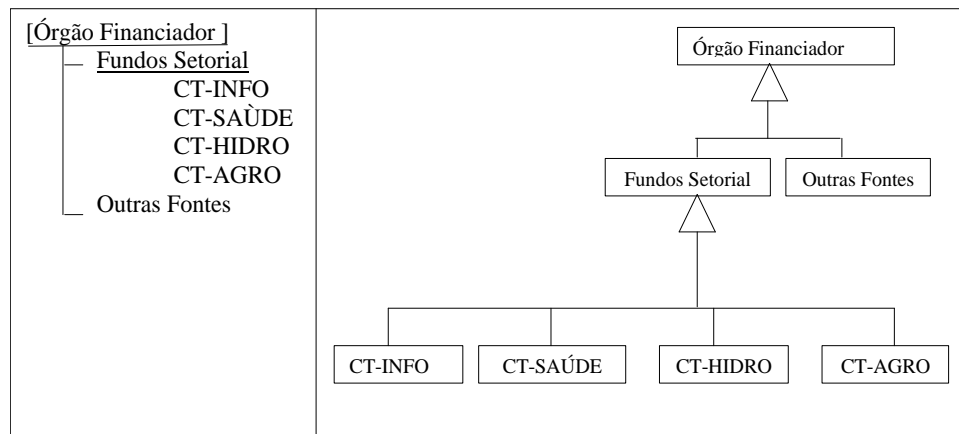 [Órgão Financiador ]
Fundos Setorial
CT-INFO
CT-SAÙDE
CT-HIDRO
CT-AGRO
Outras Fontes
Órgão Financiador
Fundos Setorial
Outras Fontes
CT-INFO
CT-SAÚDE
CT-HIDRO
CT-AGRO